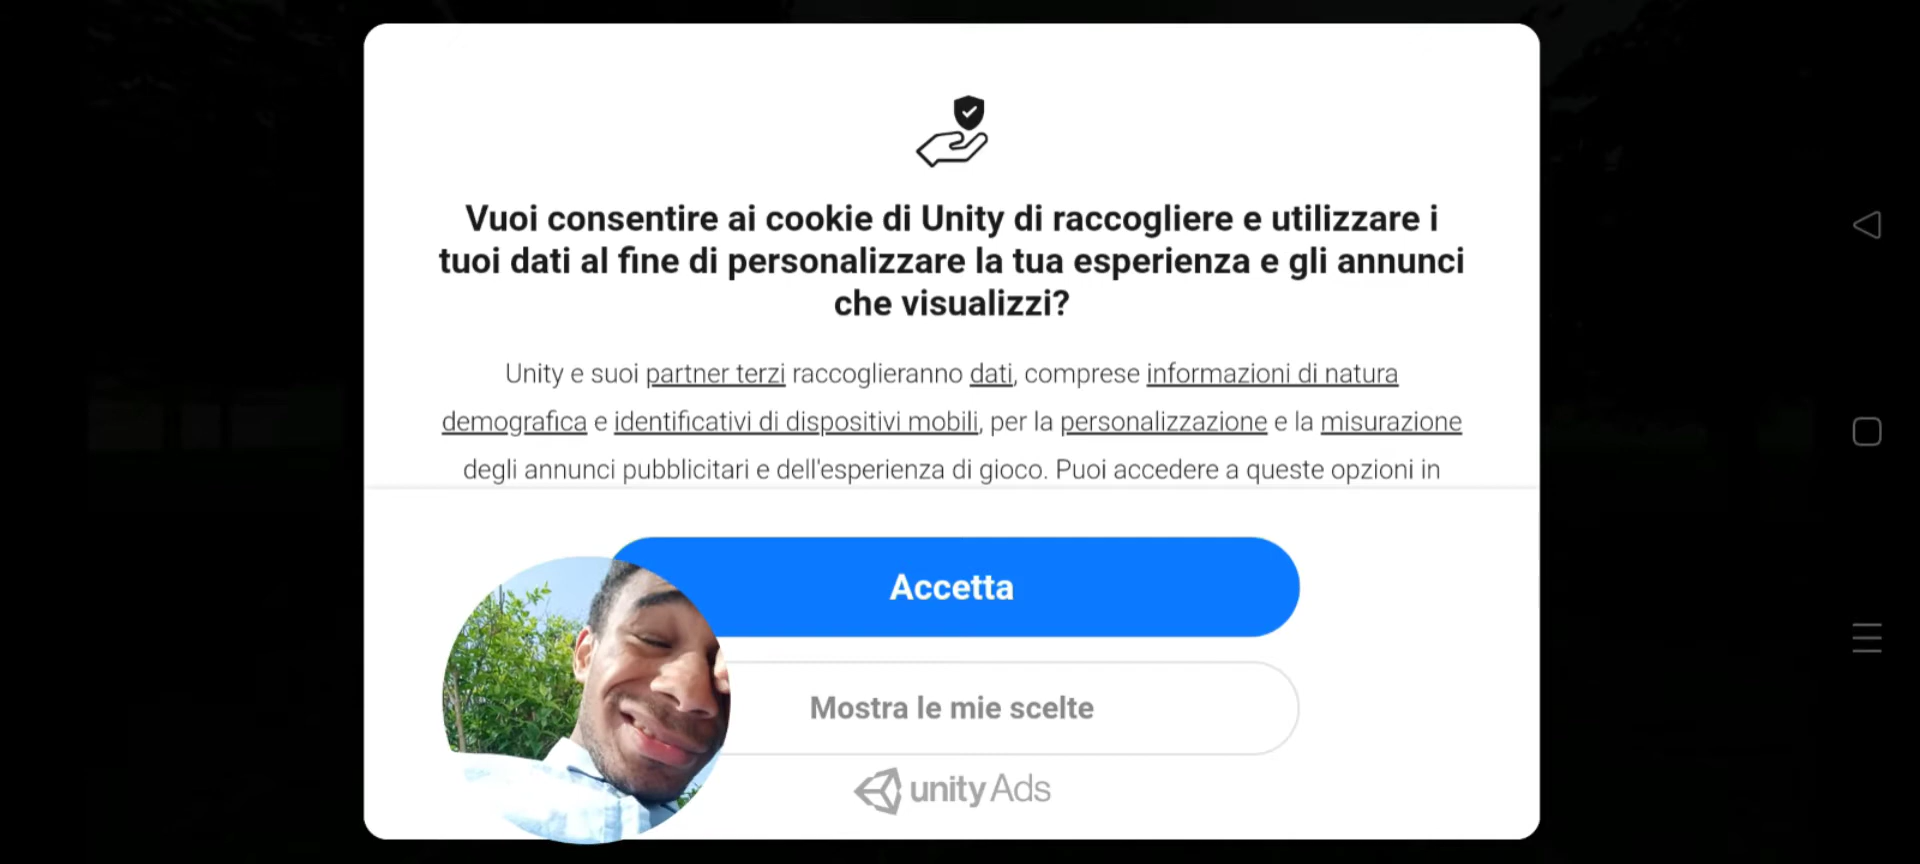 Vuoi consentire ai cookie di Unity di raccogliere e utilizzare i
tuoi dati al fine di personalizzare la tua esperienza e gli annunci
che visualizzi?
Unity e suoi partner terzi raccoglieranno dati, comprese informazioni di natura
demografica e identificativi di dispositivi mobili, per la personalizzazione e la misurazione
degli annunci pubblicitari e dell'esperienza di gioco. Puoi accedere a queste opzioni in
Accetta
Mostra le mie scelte
unity Ads